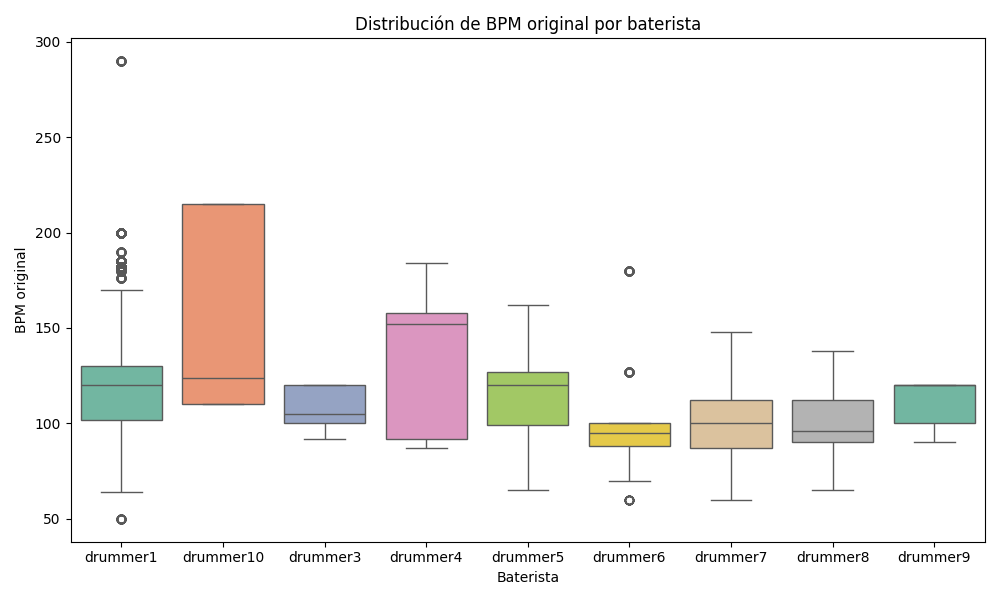 Distribución de BPM original por baterista
300
250
200
150
100
50
BPM original
drummer1 drummer10 drummer3 drummer4 drummer5 drummer6 drummer7 drummer8 drummer9
Baterista